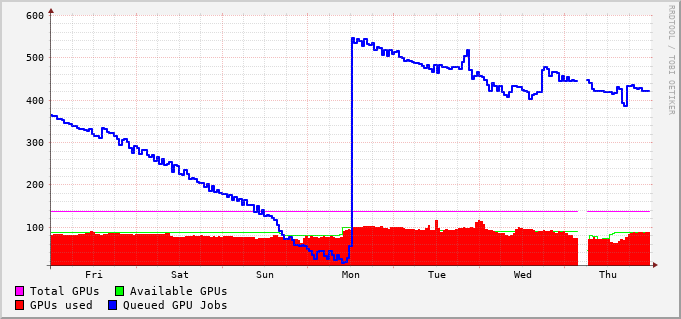 600
500
400
300
200
100
Fri Sat Sun Mon Tue Wed Thu
Total GPUs Available GPUs
GPUs used Queued GPU Jobs
RRDTOOL / TOBI OETIKER